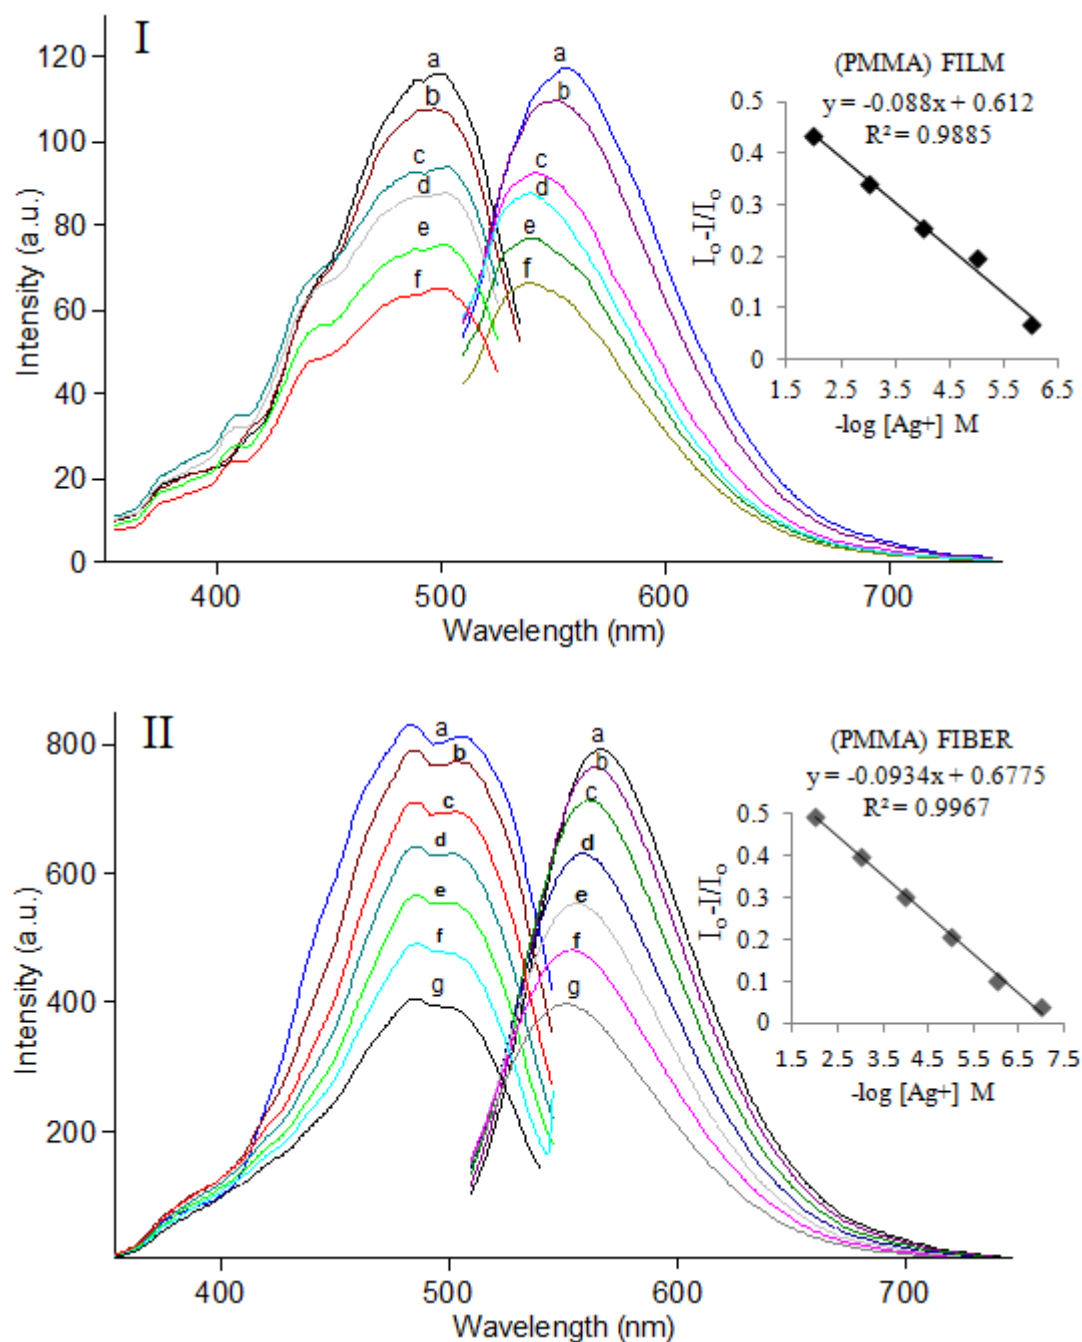 I
120
100
80
60
40
20
0
Intensity (a.u.)
a
b
c
d
e
f
a
b
c
d
e
f
400
500
600
700
Wavelength (nm)
(PMMA) FILM
y = -0.088x + 0.612
R² = 0.9885
0.5
0.4
0.3
0.2
0.1
0
Iₒ-I/Iₒ
1.5 2.5 3.5 4.5 5.5 6.5
-log [Ag+] M
II
800
600
400
200
Intensity (a.u.)
a
b
c
d
e
f
g
a
b
c
d
e
f
g
400
500
600
700
Wavelength (nm)
(PMMA) FIBER
y = -0.0934x + 0.6775
R² = 0.9967
0.5
0.4
0.3
0.2
0.1
0
Iₒ-I/Iₒ
1.5 2.5 3.5 4.5 5.5 6.5 7.5
-log [Ag+] M